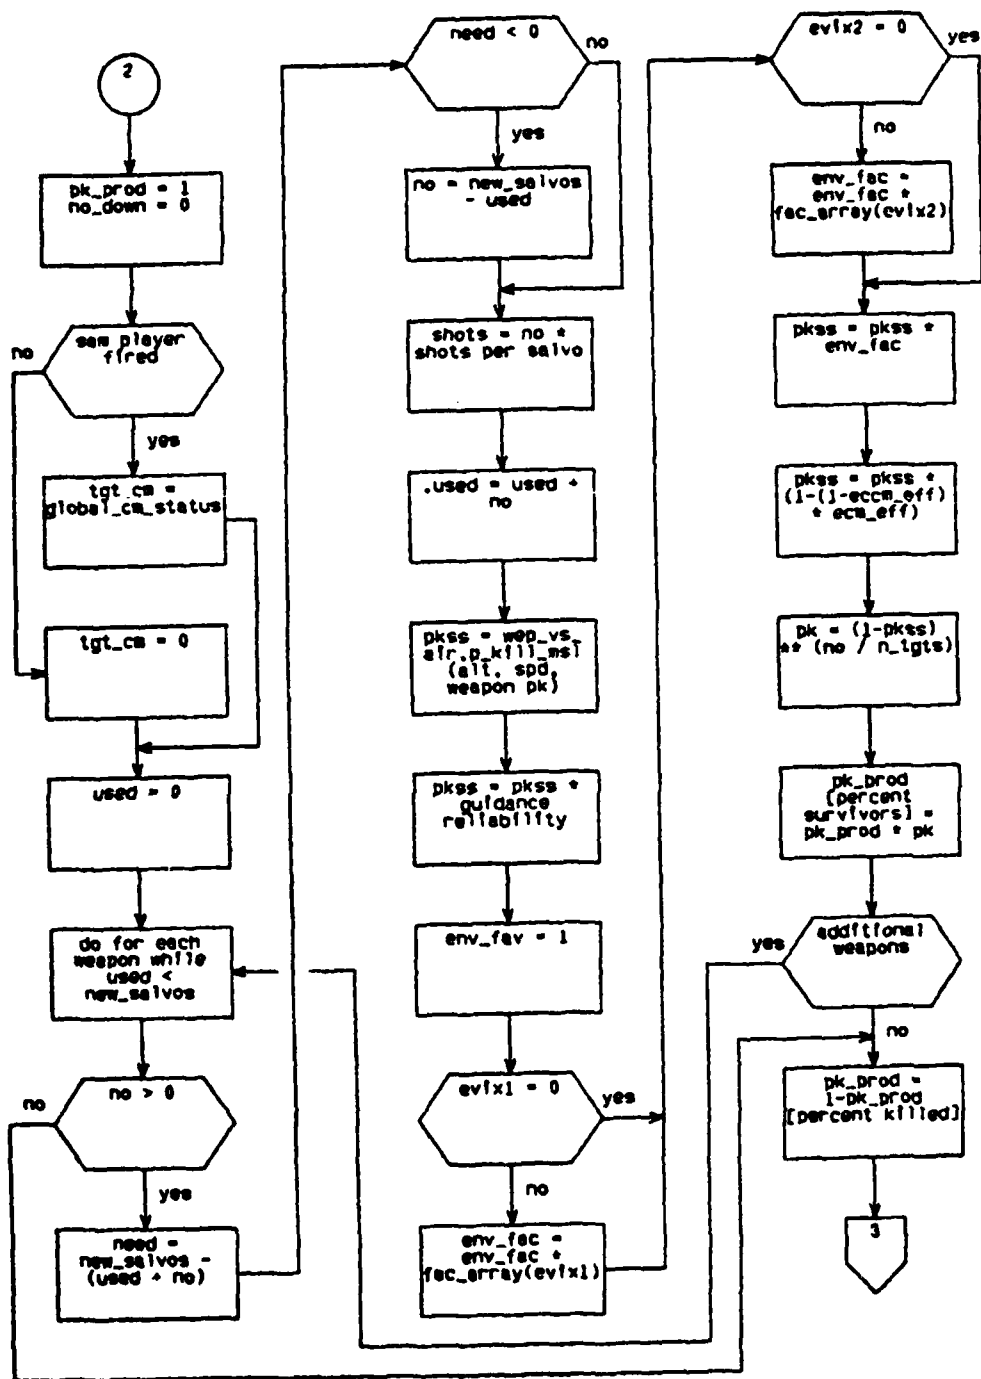 2
pk_prod = 1
no_down = 0
sam player
fired
no
yes
tgt_cm =
global_cm_status
tgt_cm = 0
used = 0
do for each
weapon while
used <
new_salvos
no > 0
no
yes
need =
new_salvos -
(used + no)
need < 0
no
yes
no = new_salvos
- used
shots = no *
shots per salvo
.used = used +
no
pkss = wep_vs_
air.p_kill_msl
(alt, spd,
weapon pk)
pkss = pkss *
guidance
reliability
env_fav = 1
evix1 = 0
yes
no
env_fac =
env_fac *
fac_array(evix1)
evix2 = 0
yes
no
env_fac =
env_fac *
fac_array(evix2)
pkss = pkss *
env_fac
pkss = pkss *
(1-(1-eccm_eff)
* ecm_eff)
pk = (1-pkss)
** (no / n_tgts)
pk_prod
[percent
survivors] =
pk_prod * pk
additional
weapons
yes
no
pk_prod =
1-pk_prod
[percent killed]
3